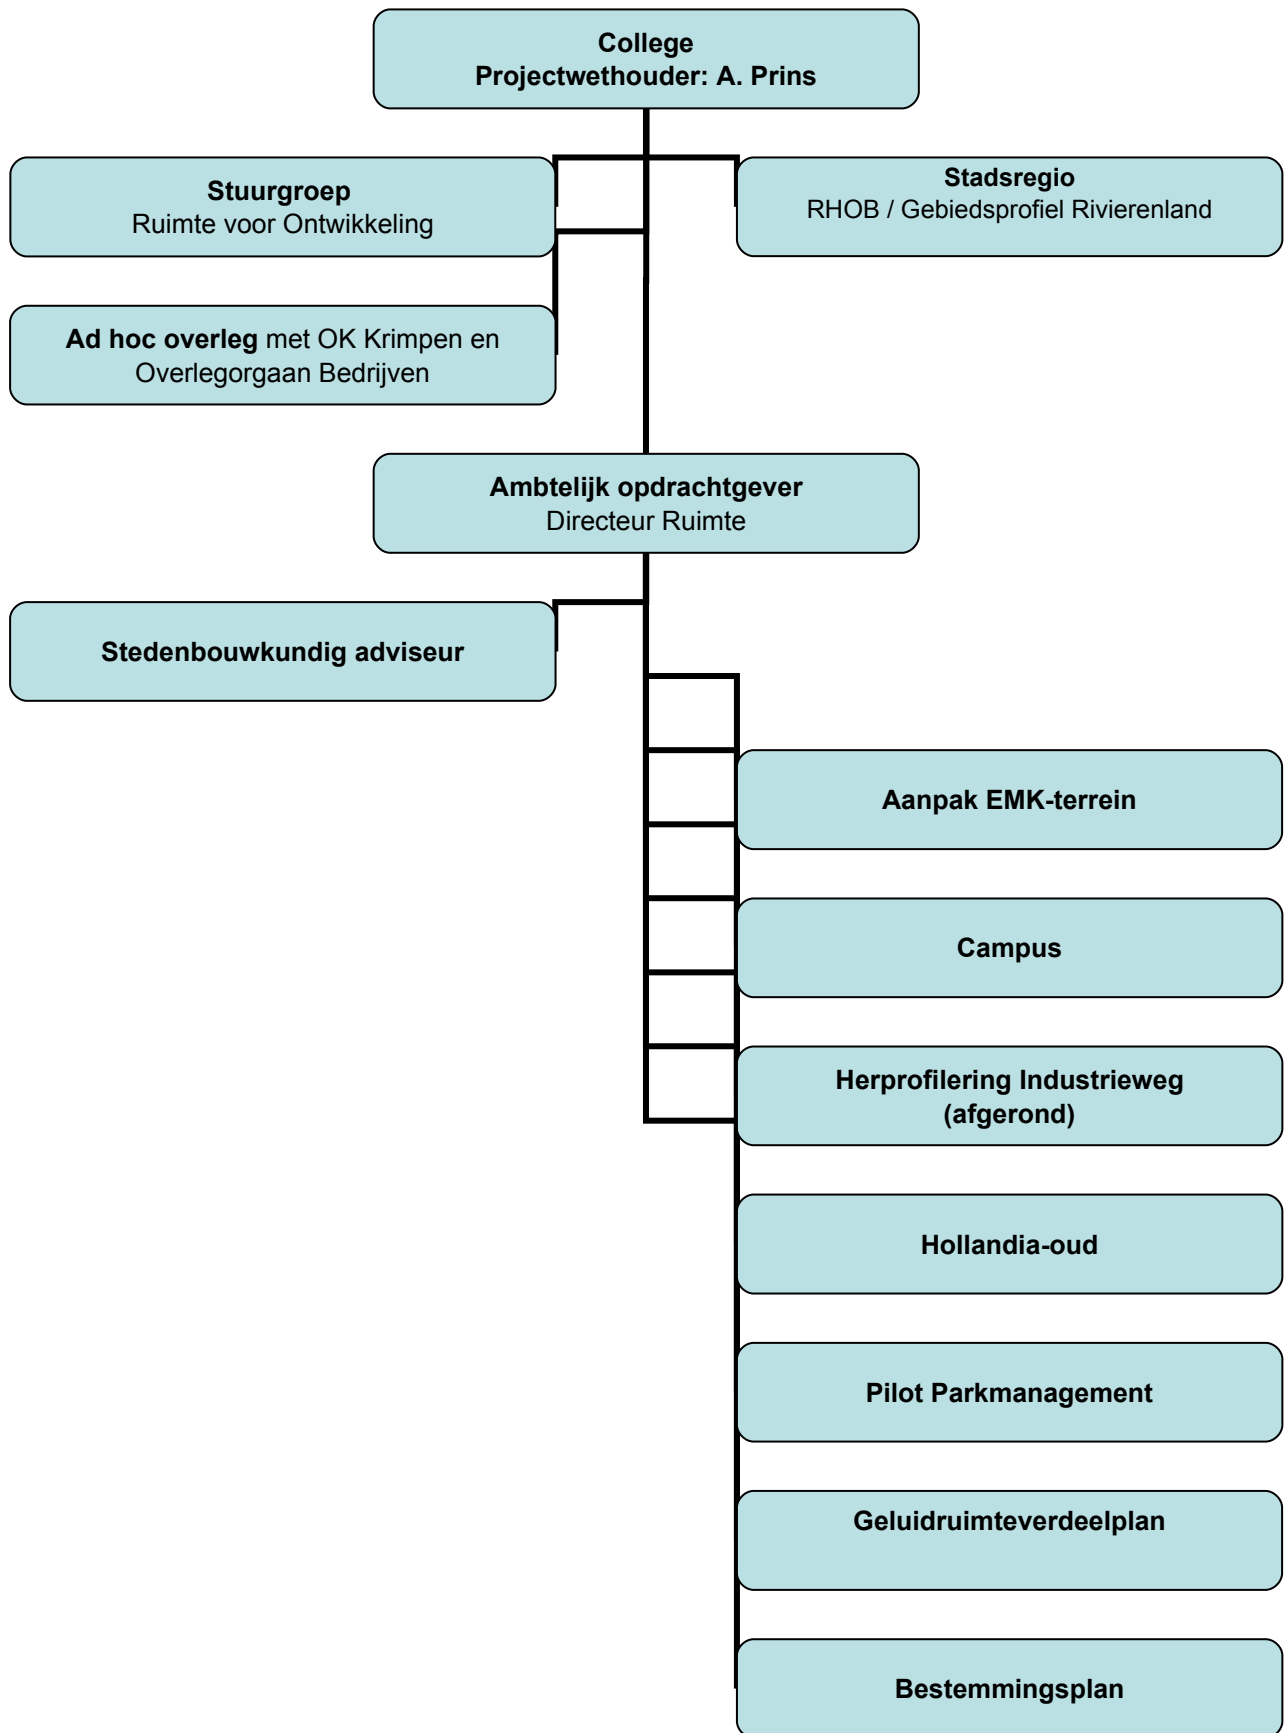 College
Projectwethouder: A. Prins
Stuurgroep
Ruimte voor Ontwikkeling
Stadsregio
RHOB / Gebiedsprofiel Rivierenland
Ad hoc overleg met OK Krimpen en
Overlegorgaan Bedrijven
Ambtelijk opdrachtgever
Directeur Ruimte
Stedenbouwkundig adviseur
Aanpak EMK-terrein
Campus
Herprofilering Industrieweg
(afgerond)
Hollandia-oud
Pilot Parkmanagement
Geluidruimteverdeelplan
Bestemmingsplan